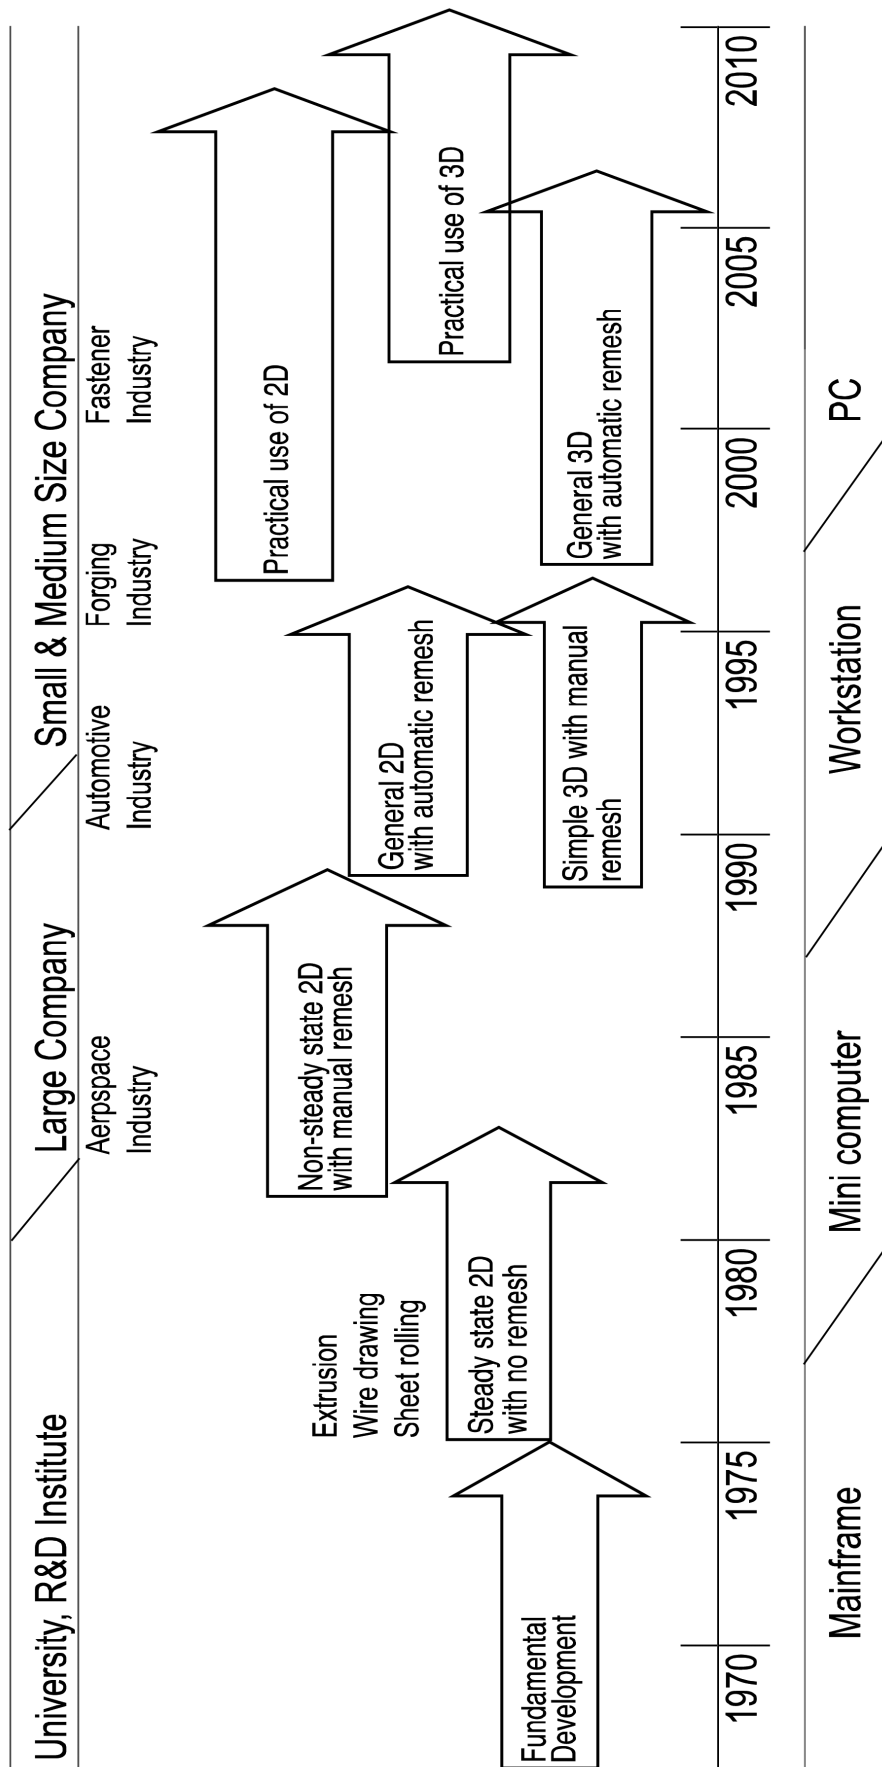 University, R&D Institute
Large Company
Small & Medium Size Company
Aerpspace
Industry
Automotive
Industry
Forging
Industry
Fastener
Industry
Practical use of 2D
Non-steady state 2D
with manual remesh
Extrusion
Wire drawing
Sheet rolling
General 2D
with automatic remesh
Practical use of 3D
Steady state 2D
with no remesh
Fundamental
Development
Simple 3D with manual
remesh
General 3D
with automatic remesh
1970
1975
1980
1985
1990
1995
2000
2005
2010
Mainframe
Mini computer
Workstation
PC